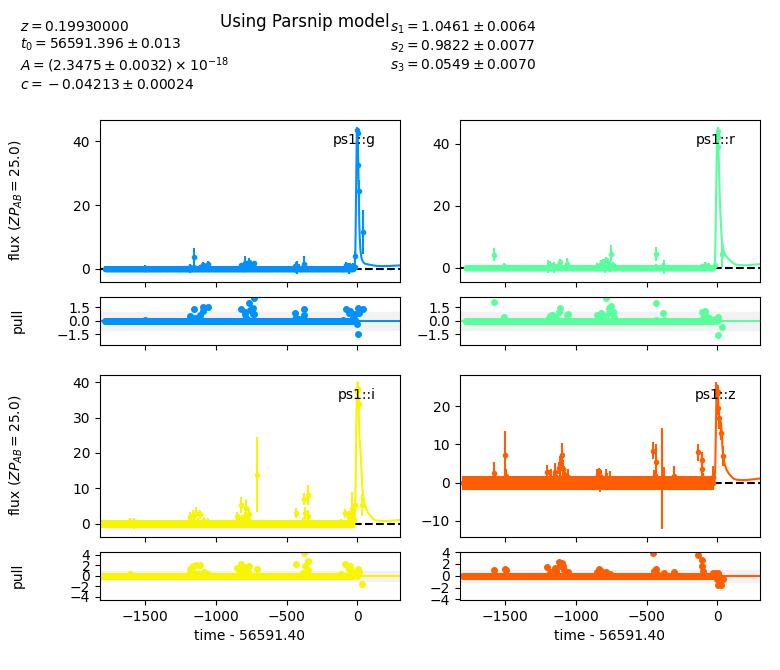 Using Parsnip model
z = 0.19930000
t0 = 56591.396 ± 0.013
A = (2.3475 ± 0.0032) × 10^−18
c = −0.04213 ± 0.00024
s1 = 1.0461 ± 0.0064
s2 = 0.9822 ± 0.0077
s3 = 0.0549 ± 0.0070
flux (ZP_AB = 25.0)
40
20
0
ps1::g
40
20
0
ps1::r
pull
1.5
0.0
−1.5
1.5
0.0
−1.5
flux (ZP_AB = 25.0)
40
30
20
10
0
ps1::i
20
10
0
−10
ps1::z
pull
4
2
0
−2
−4
4
2
0
−2
−4
−1500 −1000 −500 0
time - 56591.40
−1500 −1000 −500 0
time - 56591.40